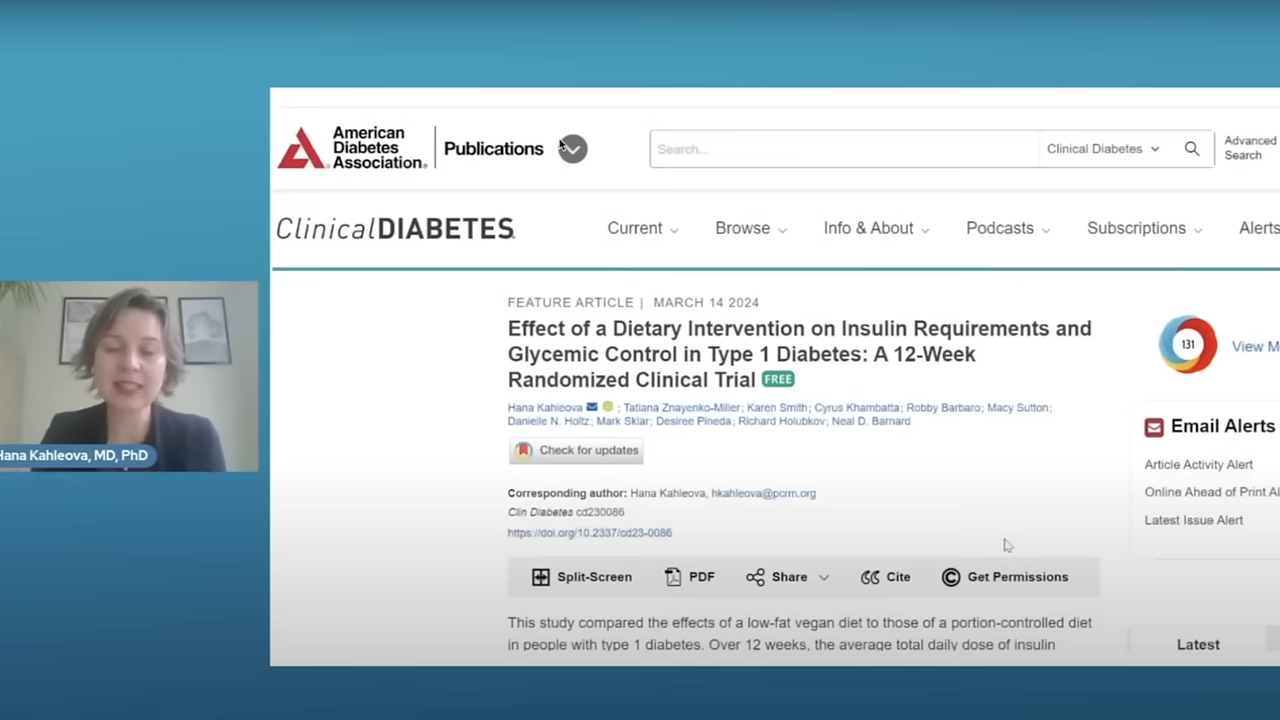 American
Diabetes
Association®
Publications
Search...
Clinical Diabetes
Advanced
Search
ClinicalDIABETES
Current
Browse
Info & About
Podcasts
Subscriptions
Alerts
FEATURE ARTICLE | MARCH 14 2024
Effect of a Dietary Intervention on Insulin Requirements and
Glycemic Control in Type 1 Diabetes: A 12-Week
Randomized Clinical Trial FREE
Hana Kahleova ; Tatiana Znayenko-Miller; Karen Smith; Cyrus Khambatta; Robby Barbaro; Macy Sutton;
Danielle N. Holtz; Mark Sklar; Desiree Pineda; Richard Holubkov; Neal D. Barnard
Check for updates
Corresponding author: Hana Kahleova, hkahleova@pcrm.org
Clin Diabetes cd230086
https://doi.org/10.2337/cd23-0086
Split-Screen
PDF
Share
Cite
Get Permissions
This study compared the effects of a low-fat vegan diet to those of a portion-controlled diet
in people with type 1 diabetes. Over 12 weeks, the average total daily dose of insulin
131
View M
Email Alerts
Article Activity Alert
Online Ahead of Print Al
Latest Issue Alert
Latest
Hana Kahleova, MD, PhD